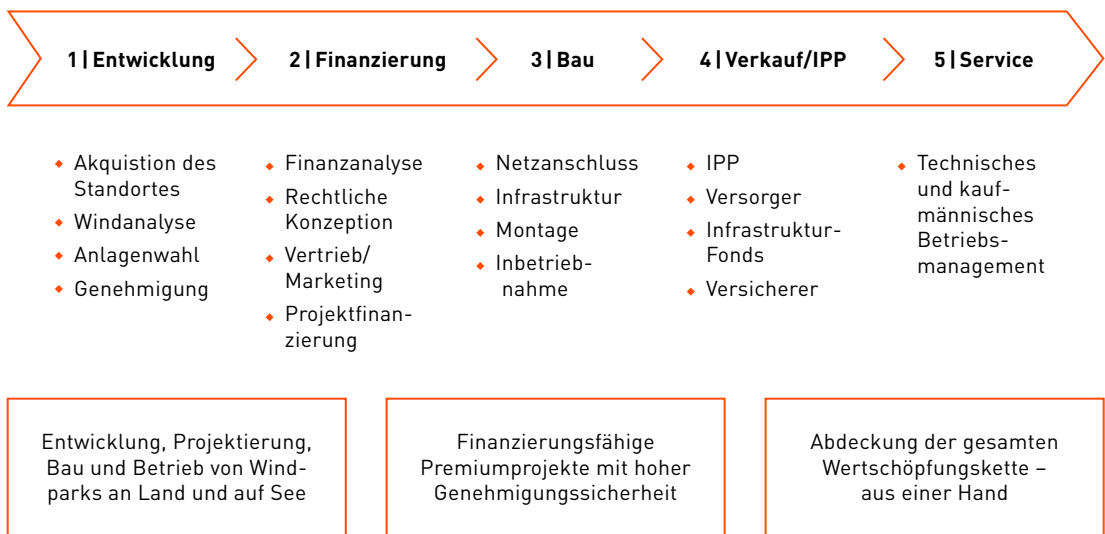 1 | Entwicklung
2 | Finanzierung
3 | Bau
4 | Verkauf/IPP
5 | Service
Akquistion des
Standortes
Windanalyse
Anlagenwahl
Genehmigung
Finanzanalyse
Rechtliche
Konzeption
Vertrieb/
Marketing
Projektfinan-
zierung
Netzanschluss
Infrastruktur
Montage
Inbetrieb-
nahme
IPP
Versorger
Infrastruktur-
Fonds
Versicherer
Technisches
und kauf-
männisches
Betriebs-
management
Entwicklung, Projektierung,
Bau und Betrieb von Wind-
parks an Land und auf See
Finanzierungsfähige
Premiumprojekte mit hoher
Genehmigungssicherheit
Abdeckung der gesamten
Wertschöpfungskette –
aus einer Hand